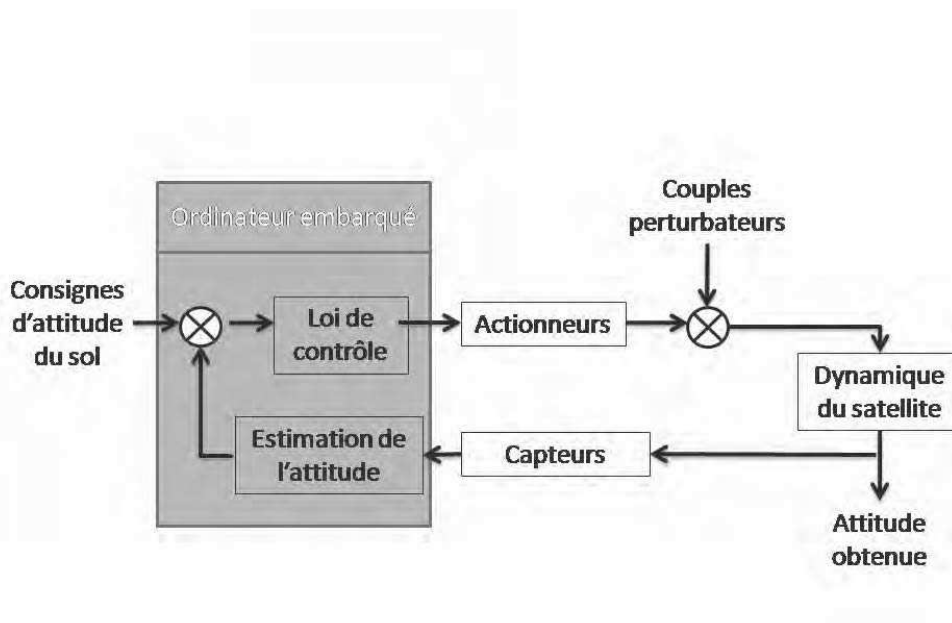 Ordinateur embarqué
Couples
perturbateurs
Consignes
d'attitude
du sol
Loi de
contrôle
Actionneurs
Dynamique
du satellite
Estimation de
l'attitude
Capteurs
Attitude
obtenue